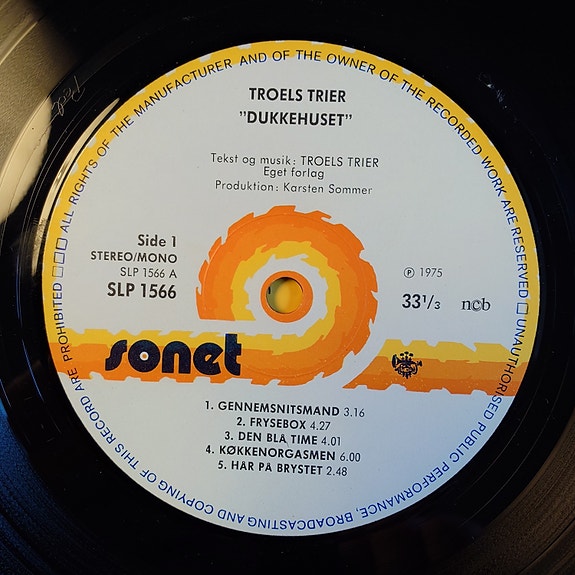 ALL RIGHTS OF THE MANUFACTURER AND OF THE OWNER OF THE RECORDED WORK ARE RESERVED □ UNAUTHORISED PUBLIC PERFORMANCE, BROADCASTING AND COPYING OF THIS RECORD ARE PROHIBITED □□□
TROELS TRIER
"DUKKEHUSET"
Tekst og musik: TROELS TRIER
Eget forlag
Produktion: Karsten Sommer
Side 1
STEREO/MONO
SLP 1566 A
SLP 1566
℗ 1975
33 1/3 ncb
sonet
1. GENNEMSNITSMAND 3.16
2. FRYSEBOX 4.27
3. DEN BLÅ TIME 4.01
4. KØKKENORGASMEN 6.00
5. HÅR PÅ BRYSTET 2.48